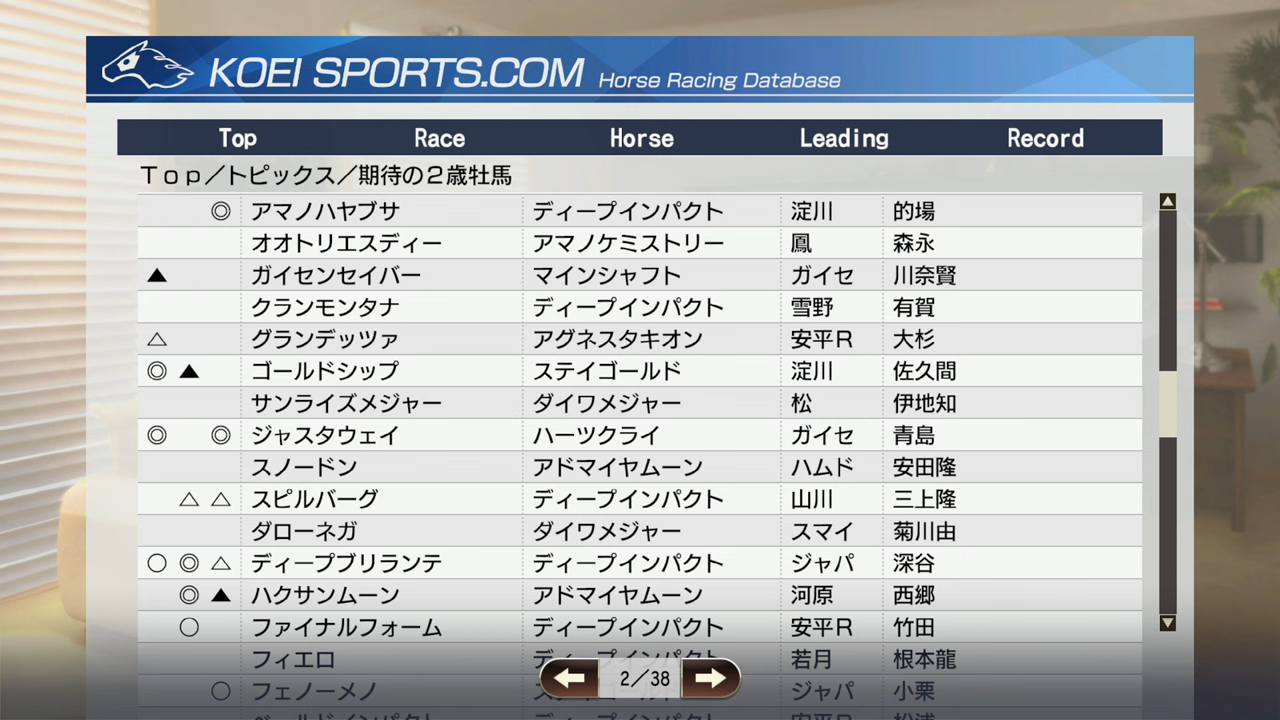 KOEI SPORTS.COM Horse Racing Database
Top Race Horse Leading Record
Ｔｏｐ／トピックス／期待の２歳牡馬
◎ アマノハヤブサ ディープインパクト 淀川 的場
オオトリエスディー アマノケミストリー 鳳 森永
▲ ガイセンセイバー マインシャフト ガイセ 川奈賢
クランモンタナ ディープインパクト 雪野 有賀
△ グランデッツァ アグネスタキオン 安平Ｒ 大杉
◎ ▲ ゴールドシップ ステイゴールド 淀川 佐久間
サンライズメジャー ダイワメジャー 松 伊地知
◎ ◎ ジャスタウェイ ハーツクライ ガイセ 青島
スノードン アドマイヤムーン ハムド 安田隆
△ △ スピルバーグ ディープインパクト 山川 三上隆
ダローネガ ダイワメジャー スマイ 菊川由
○ ◎ △ ディープブリランテ ディープインパクト ジャパ 深谷
◎ ▲ ハクサンムーン アドマイヤムーン 河原 西郷
○ ファイナルフォーム ディープインパクト 安平Ｒ 竹田
フィエロ ディープインパクト 若月 根本龍
○ フェノーメノ ステイゴールド ジャパ 小栗
2／38